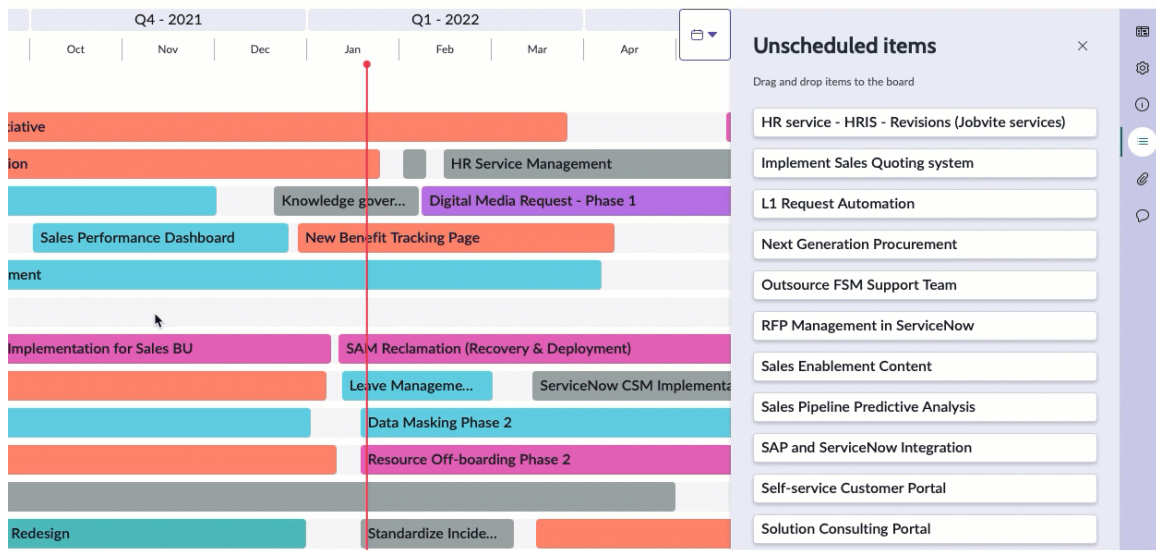 Q4 - 2021
Q1 - 2022
Oct
Nov
Dec
Jan
Feb
Mar
Apr
Unscheduled items
Drag and drop items to the board
HR service - HRIS - Revisions (Jobvite services)
Implement Sales Quoting system
L1 Request Automation
Next Generation Procurement
Outsource FSM Support Team
RFP Management in ServiceNow
Sales Enablement Content
Sales Pipeline Predictive Analysis
SAP and ServiceNow Integration
Self-service Customer Portal
Solution Consulting Portal
HR Service Management
Knowledge gover...
Digital Media Request - Phase 1
Sales Performance Dashboard
New Benefit Tracking Page
Implementation for Sales BU
SAM Reclamation (Recovery & Deployment)
Leave Manageme...
ServiceNow CSM Implementa
Data Masking Phase 2
Resource Off-boarding Phase 2
Redesign
Standardize Incide...